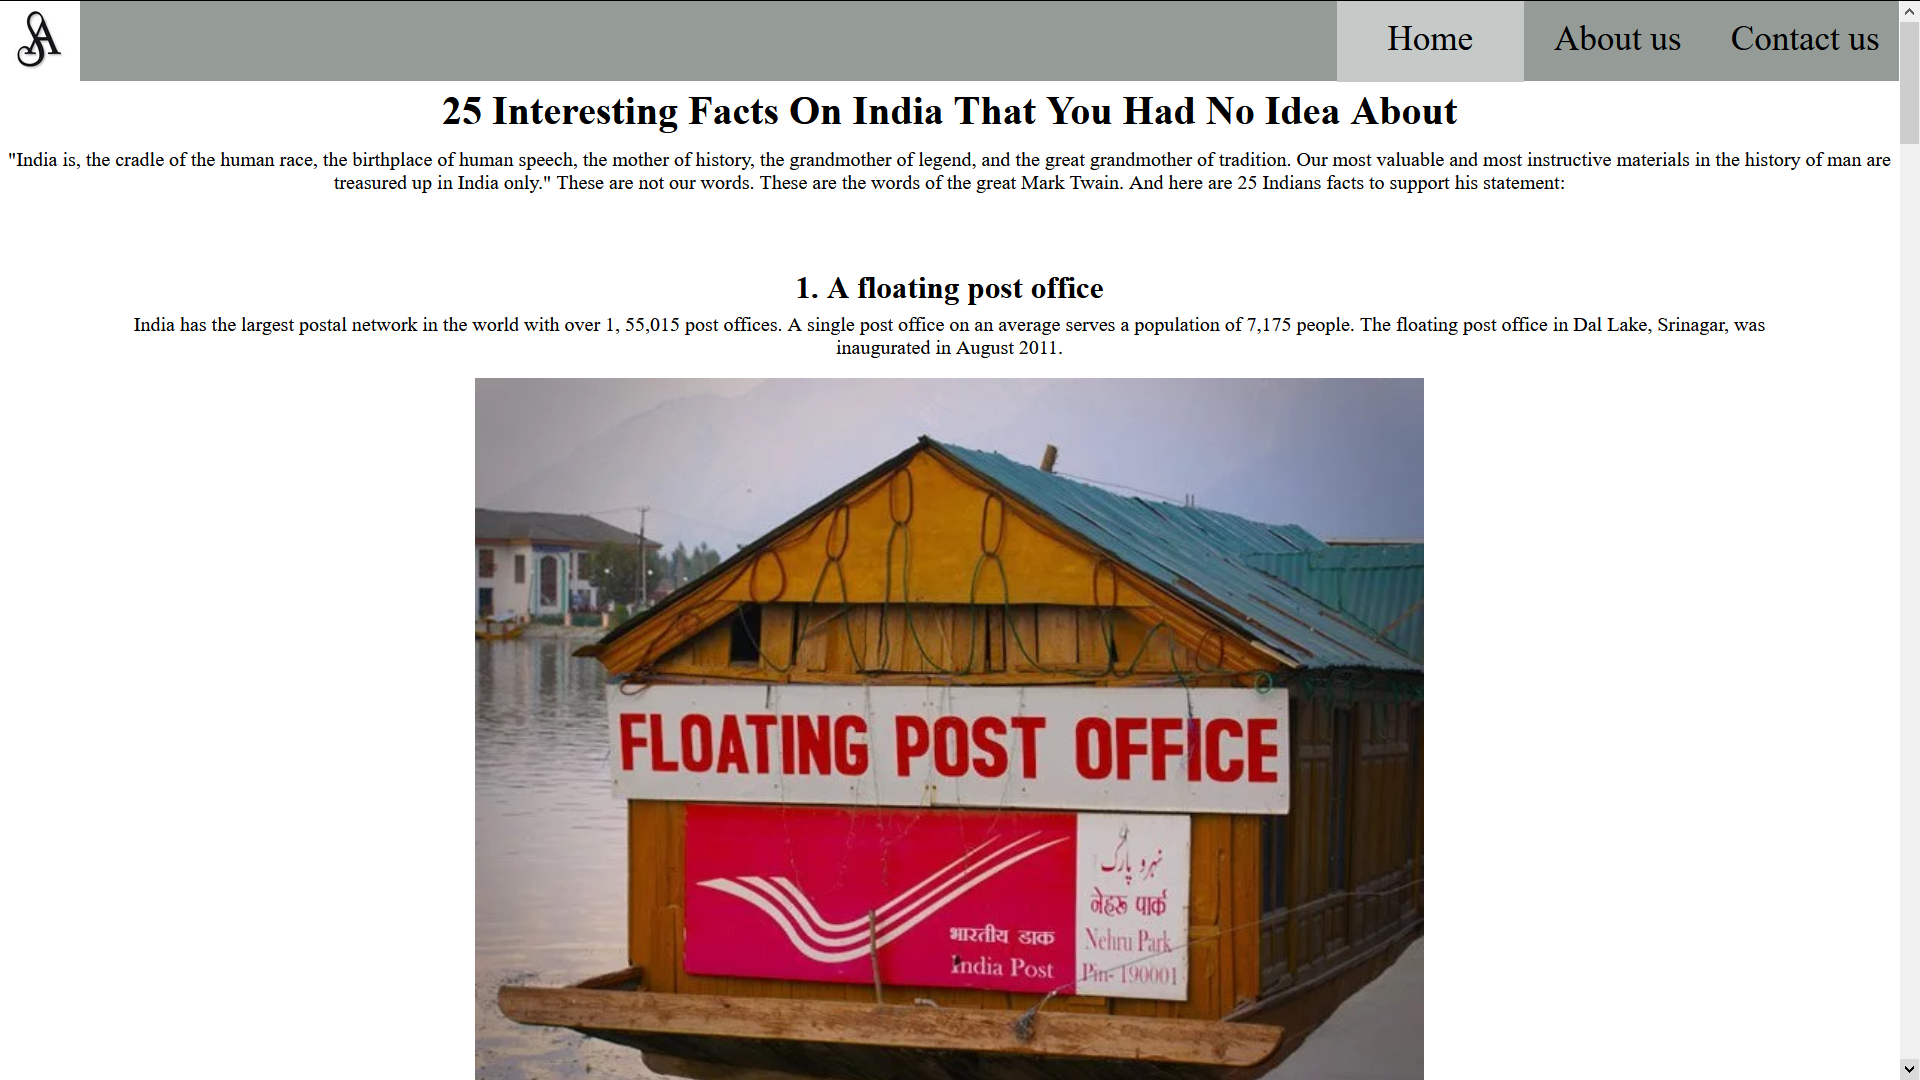 Home About us Contact us
25 Interesting Facts On India That You Had No Idea About
"India is, the cradle of the human race, the birthplace of human speech, the mother of history, the grandmother of legend, and the great grandmother of tradition. Our most valuable and most instructive materials in the history of man are
treasured up in India only." These are not our words. These are the words of the great Mark Twain. And here are 25 Indians facts to support his statement:
1. A floating post office
India has the largest postal network in the world with over 1, 55,015 post offices. A single post office on an average serves a population of 7,175 people. The floating post office in Dal Lake, Srinagar, was
inaugurated in August 2011.
FLOATING POST OFFICE
نہرو پارک
नेहरू पार्क
भारतीय डाक
Nehru Park
India Post
Pin- 190001